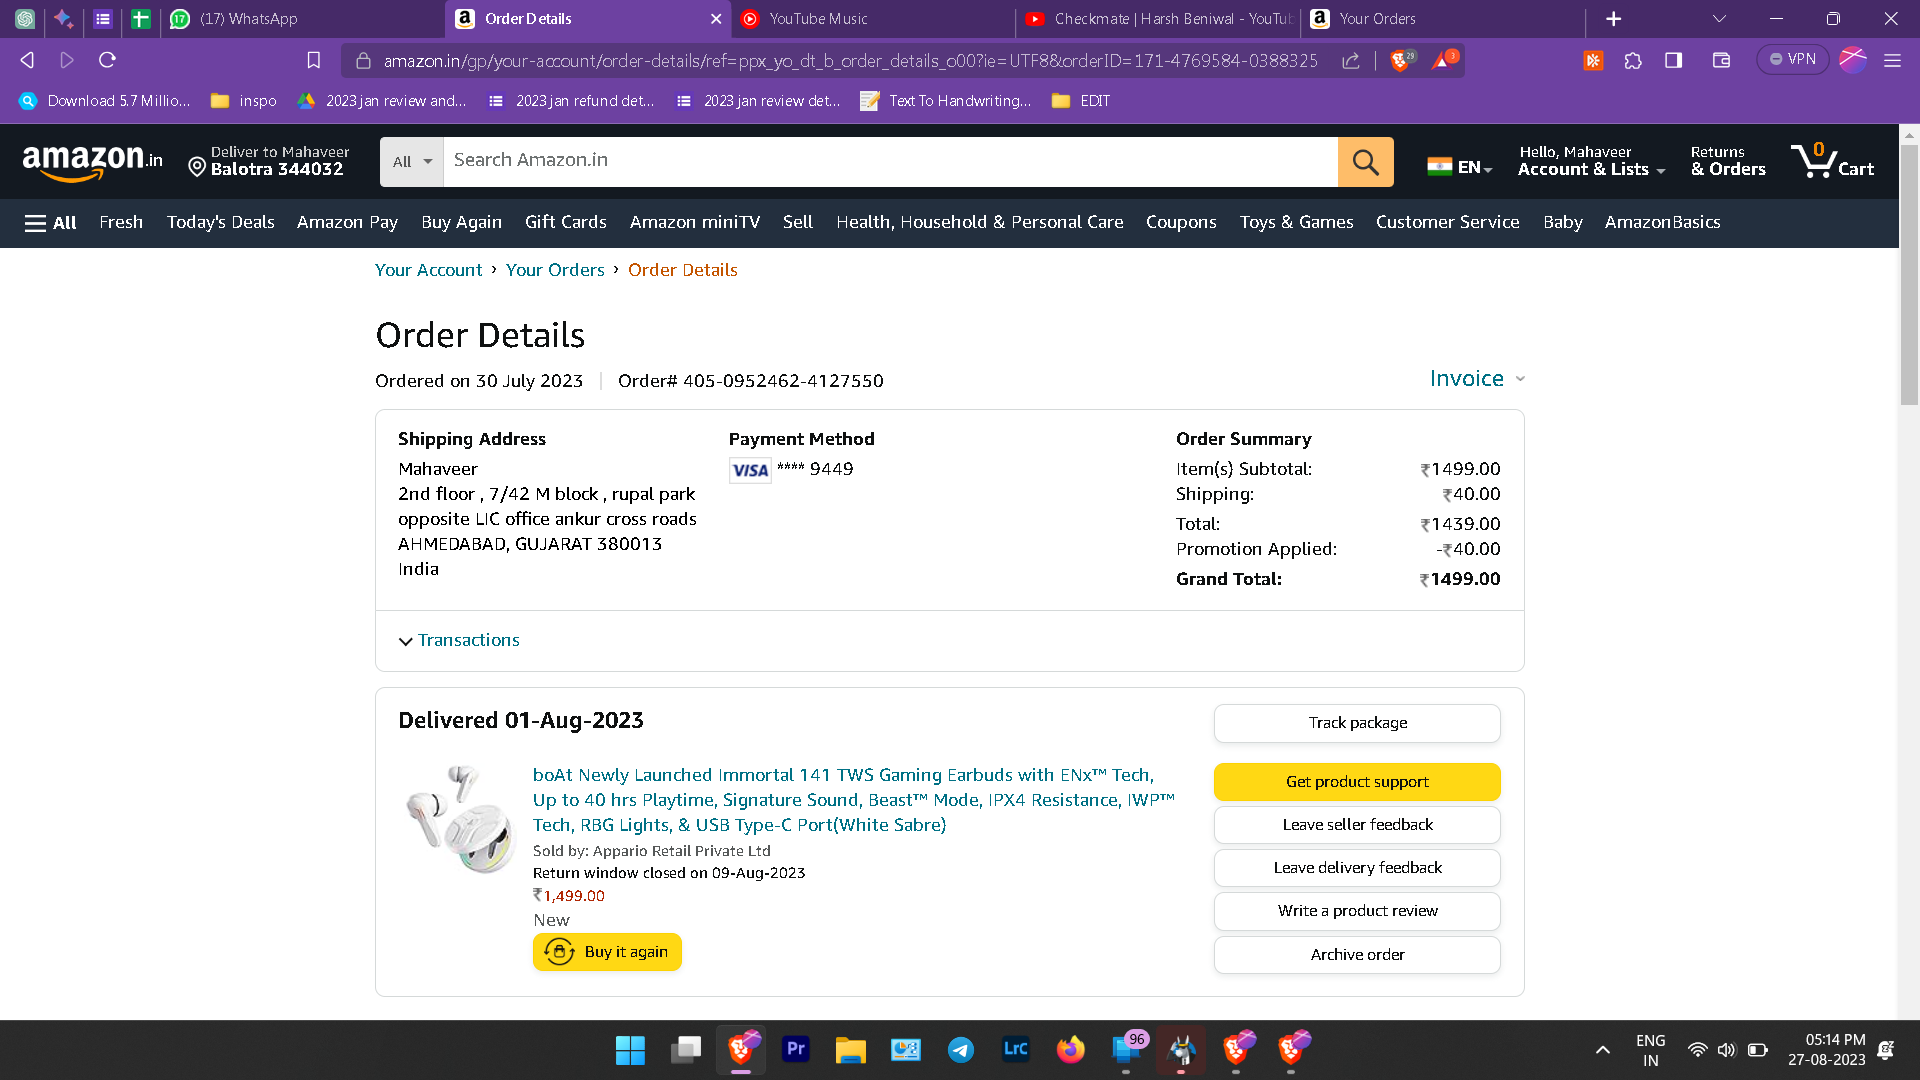 (17) WhatsApp
Order Details
YouTube Music
Checkmate | Harsh Beniwal - YouTub
Your Orders
amazon.in/gp/your-account/order-details/ref=ppx_yo_dt_b_order_details_o00?ie=UTF8&orderID=171-4769584-0388325
29
3
VPN
Download 5.7 Millio...
inspo
2023 jan review and...
2023 jan refund det...
2023 jan review det...
Text To Handwriting...
EDIT
amazon.in
Deliver to Mahaveer
Balotra 344032
All
Search Amazon.in
EN
Hello, Mahaveer
Account & Lists
Returns
& Orders
0
Cart
All
Fresh
Today's Deals
Amazon Pay
Buy Again
Gift Cards
Amazon miniTV
Sell
Health, Household & Personal Care
Coupons
Toys & Games
Customer Service
Baby
AmazonBasics
Your Account › Your Orders › Order Details
Order Details
Ordered on 30 July 2023 | Order# 405-0952462-4127550
Invoice
Shipping Address
Mahaveer
2nd floor , 7/42 M block , rupal park
opposite LIC office ankur cross roads
AHMEDABAD, GUJARAT 380013
India
Payment Method
VISA **** 9449
Order Summary
Item(s) Subtotal: ₹1499.00
Shipping: ₹40.00
Total: ₹1439.00
Promotion Applied: -₹40.00
Grand Total: ₹1499.00
Transactions
Delivered 01-Aug-2023
boAt Newly Launched Immortal 141 TWS Gaming Earbuds with ENx™ Tech,
Up to 40 hrs Playtime, Signature Sound, Beast™ Mode, IPX4 Resistance, IWP™
Tech, RBG Lights, & USB Type-C Port(White Sabre)
Sold by: Appario Retail Private Ltd
Return window closed on 09-Aug-2023
₹1,499.00
New
Buy it again
Track package
Get product support
Leave seller feedback
Leave delivery feedback
Write a product review
Archive order
Pr
LrC
96
ENG
IN
05:14 PM
27-08-2023